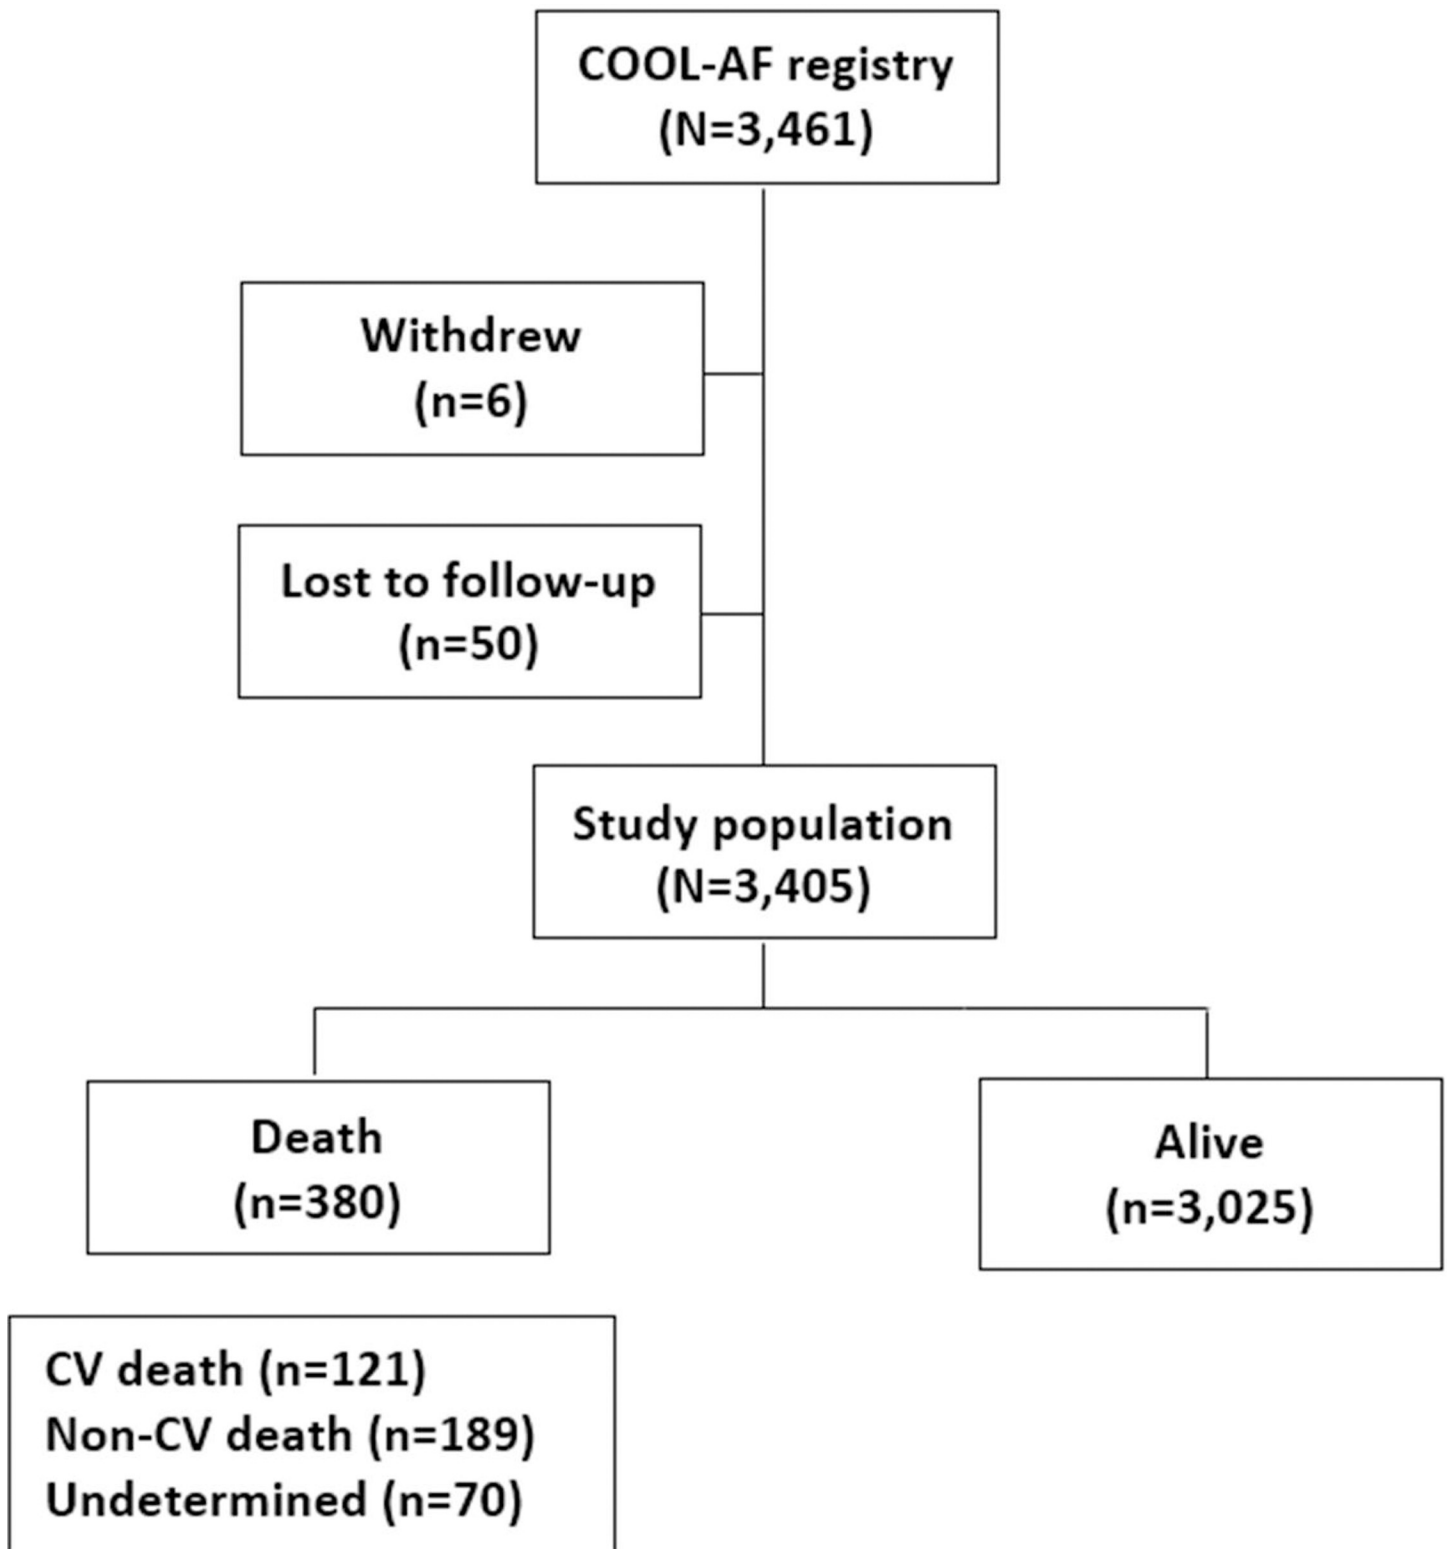 COOL-AF registry
(N=3,461)
Withdrew
(n=6)
Lost to follow-up
(n=50)
Study population
(N=3,405)
Death
(n=380)
Alive
(n=3,025)
CV death (n=121)
Non-CV death (n=189)
Undetermined (n=70)